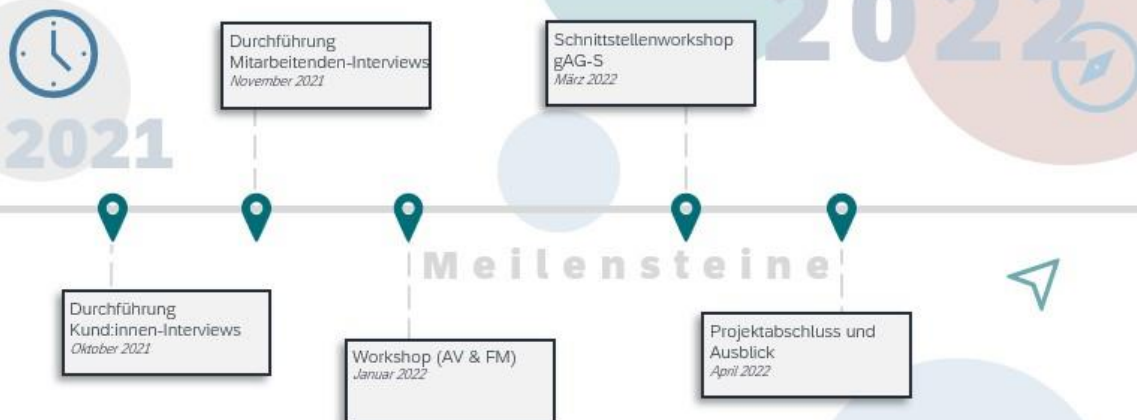 2021
2022
Durchführung
Mitarbeitenden-Interviews
November 2021
Schnittstellenworkshop
gAG-S
März 2022
Meilensteine
Durchführung
Kund:innen-Interviews
Oktober 2021
Workshop (AV & FM)
Januar 2022
Projektabschluss und
Ausblick
April 2022